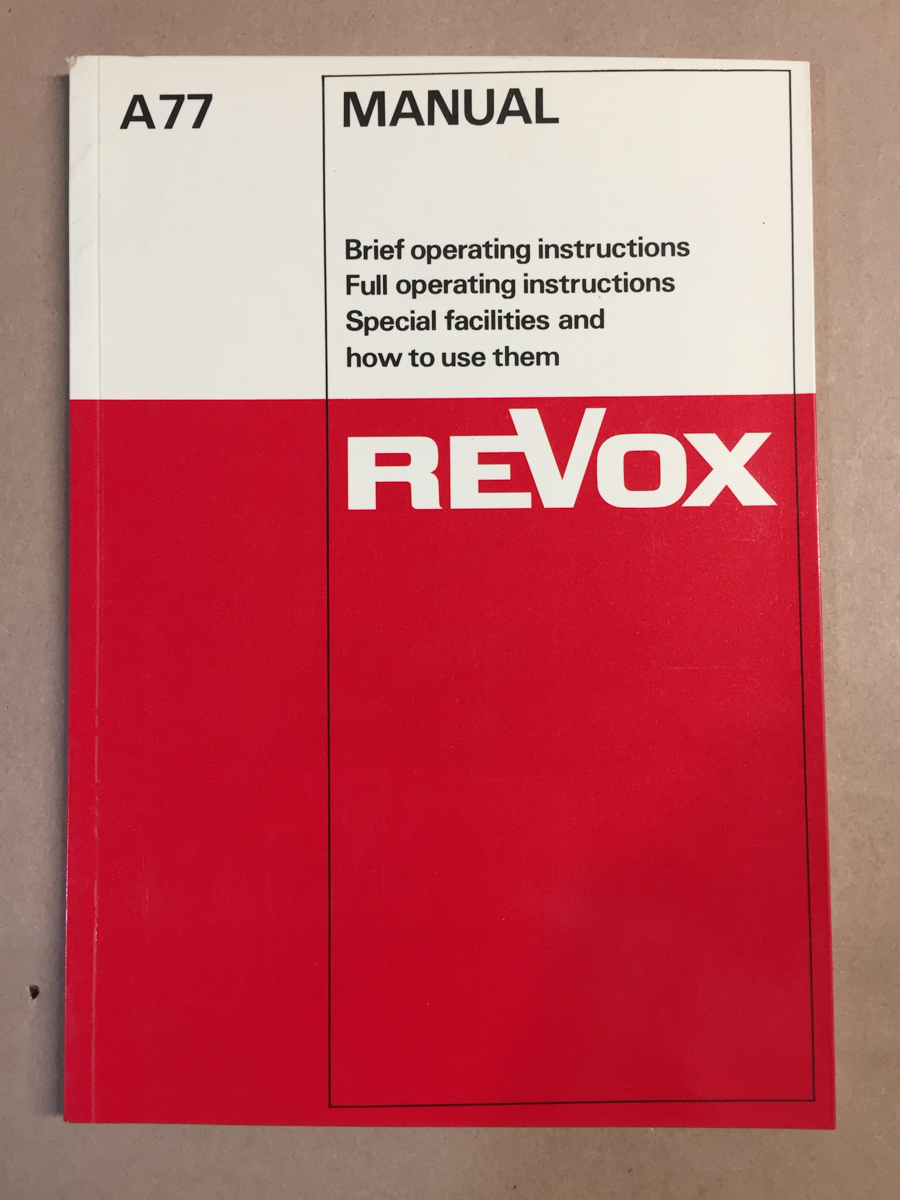 A77
MANUAL
Brief operating instructions
Full operating instructions
Special facilities and
how to use them
REVOX